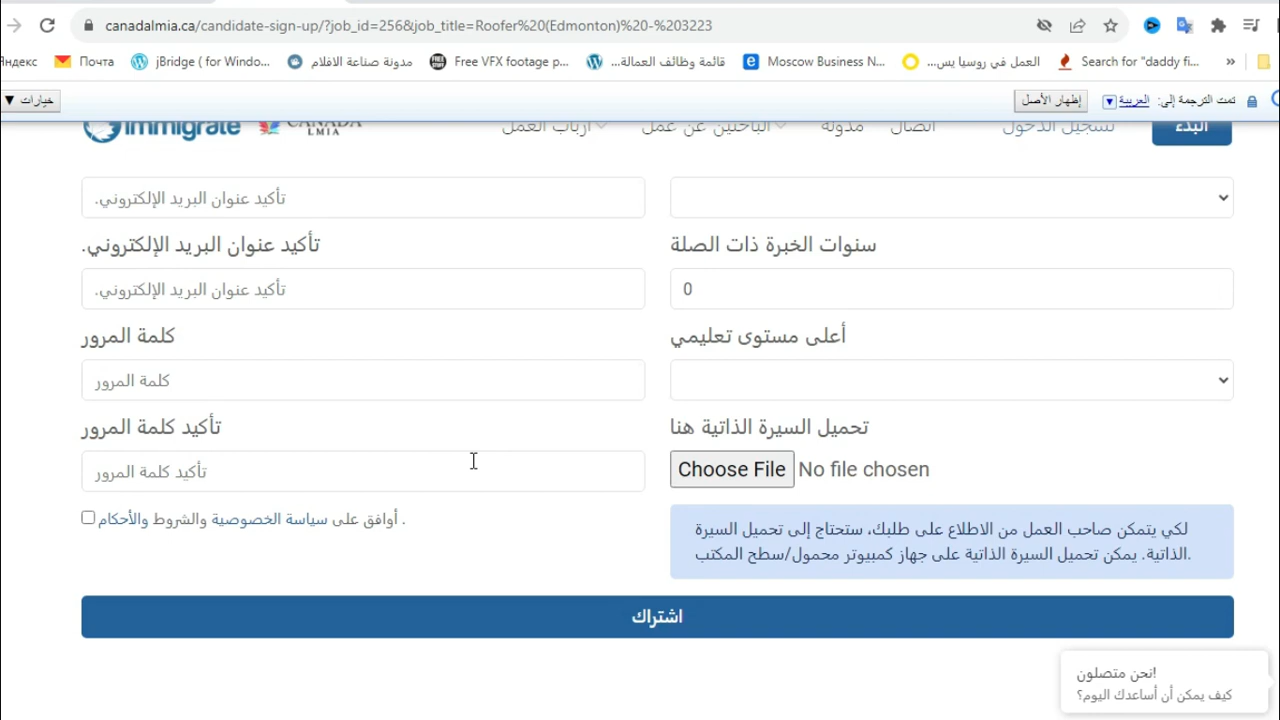 canadalmia.ca/candidate-sign-up/?job_id=256&job_title=Roofer%20(Edmonton)%20-%203223
Яндекс Почта jBridge ( for Windo... مدونة صناعة الافلام Free VFX footage p... قائمة وظائف العمالة... Moscow Business N... العمل في روسيا يس... Search for "daddy fi... »
خيارات ▼ إظهار الأصل تمت الترجمة إلى: العربية
immigrate CANADA LMIA أرباب العمل الباحثين عن عمل مدونة اتصال تسجيل الدخول البدء
تأكيد عنوان البريد الإلكتروني.
تأكيد عنوان البريد الإلكتروني. سنوات الخبرة ذات الصلة
تأكيد عنوان البريد الإلكتروني. 0
كلمة المرور أعلى مستوى تعليمي
كلمة المرور
تأكيد كلمة المرور تحميل السيرة الذاتية هنا
تأكيد كلمة المرور Choose File No file chosen
أوافق على سياسة الخصوصية والشروط والأحكام .
لكي يتمكن صاحب العمل من الاطلاع على طلبك، ستحتاج إلى تحميل السيرة
الذاتية. يمكن تحميل السيرة الذاتية على جهاز كمبيوتر محمول/سطح المكتب.
اشتراك
نحن متصلون!
كيف يمكن أن أساعدك اليوم؟